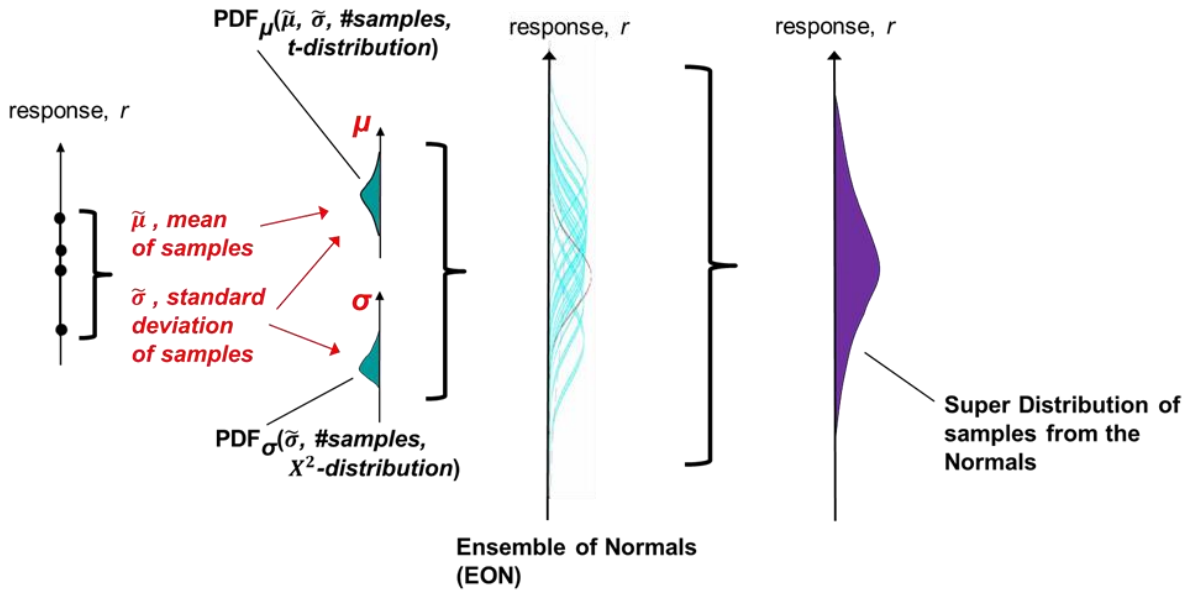 response, r
μ̃ , mean
of samples
σ̃ , standard
deviation
of samples
PDFμ(μ̃, σ̃, #samples,
t-distribution)
μ
σ
PDFσ(σ̃, #samples,
X²-distribution)
response, r
Ensemble of Normals
(EON)
response, r
Super Distribution of
samples from the
Normals